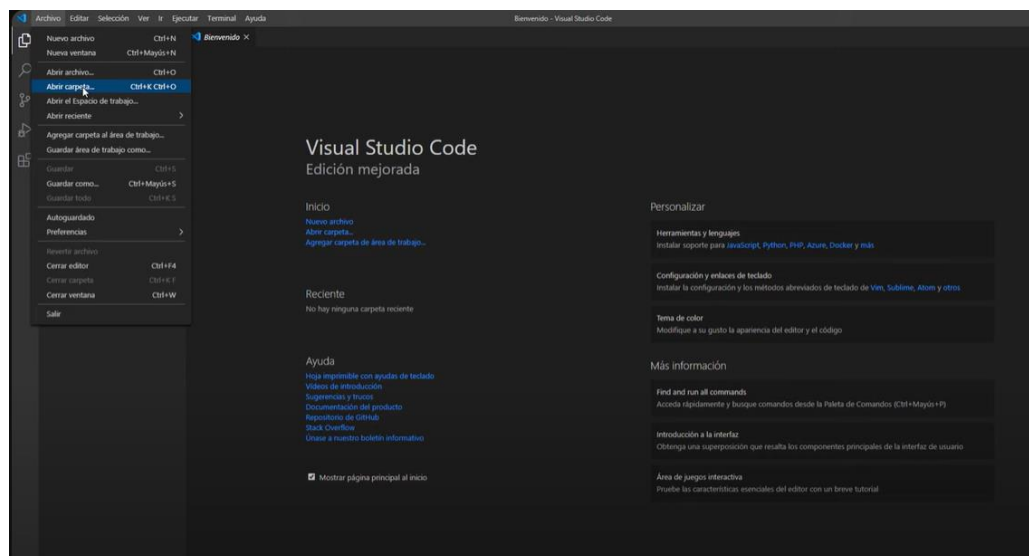 Archivo Editar Selección Ver Ir Ejecutar Terminal Ayuda
Bienvenido - Visual Studio Code
Nuevo archivo Ctrl+N
Nueva ventana Ctrl+Mayús+N
Abrir archivo... Ctrl+O
Abrir carpeta... Ctrl+K Ctrl+O
Abrir el Espacio de trabajo...
Abrir reciente
Agregar carpeta al área de trabajo...
Guardar área de trabajo como...
Guardar Ctrl+S
Guardar como... Ctrl+Mayús+S
Guardar todo Ctrl+K S
Autoguardado
Preferencias
Revertir archivo
Cerrar editor Ctrl+F4
Cerrar carpeta Ctrl+K F
Cerrar ventana Ctrl+W
Salir
Bienvenido
Visual Studio Code
Edición mejorada
Inicio
Nuevo archivo
Abrir carpeta...
Agregar carpeta de área de trabajo...
Reciente
No hay ninguna carpeta reciente
Ayuda
Hoja imprimible con ayudas de teclado
Vídeos de introducción
Sugerencias y trucos
Documentación del producto
Repositorio de GitHub
Stack Overflow
Únase a nuestro boletín informativo
Mostrar página principal al inicio
Personalizar
Herramientas y lenguajes
Instalar soporte para JavaScript, Python, PHP, Azure, Docker y más
Configuración y enlaces de teclado
Instalar la configuración y los métodos abreviados de teclado de Vim, Sublime, Atom y otros
Tema de color
Modifique a su gusto la apariencia del editor y el código
Más información
Find and run all commands
Acceda rápidamente y busque comandos desde la Paleta de Comandos (Ctrl+Mayús+P)
Introducción a la interfaz
Obtenga una superposición que resalta los componentes principales de la interfaz de usuario
Área de juegos interactiva
Pruebe las características esenciales del editor con un breve tutorial